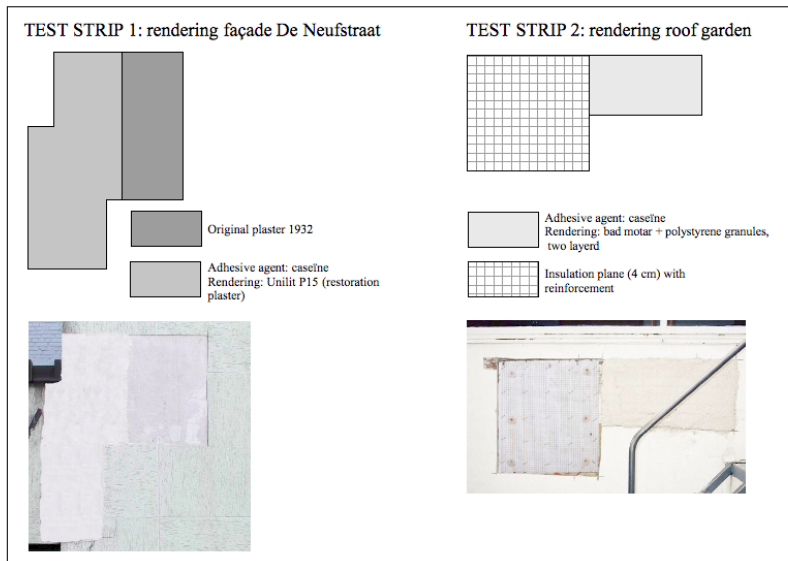 TEST STRIP 1: rendering façade De Neufstraat
Original plaster 1932
Adhesive agent: caseïne
Rendering: Unilit P15 (restoration
plaster)
TEST STRIP 2: rendering roof garden
Adhesive agent: caseïne
Rendering: bad motar + polystyrene granules,
two layerd
Insulation plane (4 cm) with
reinforcement